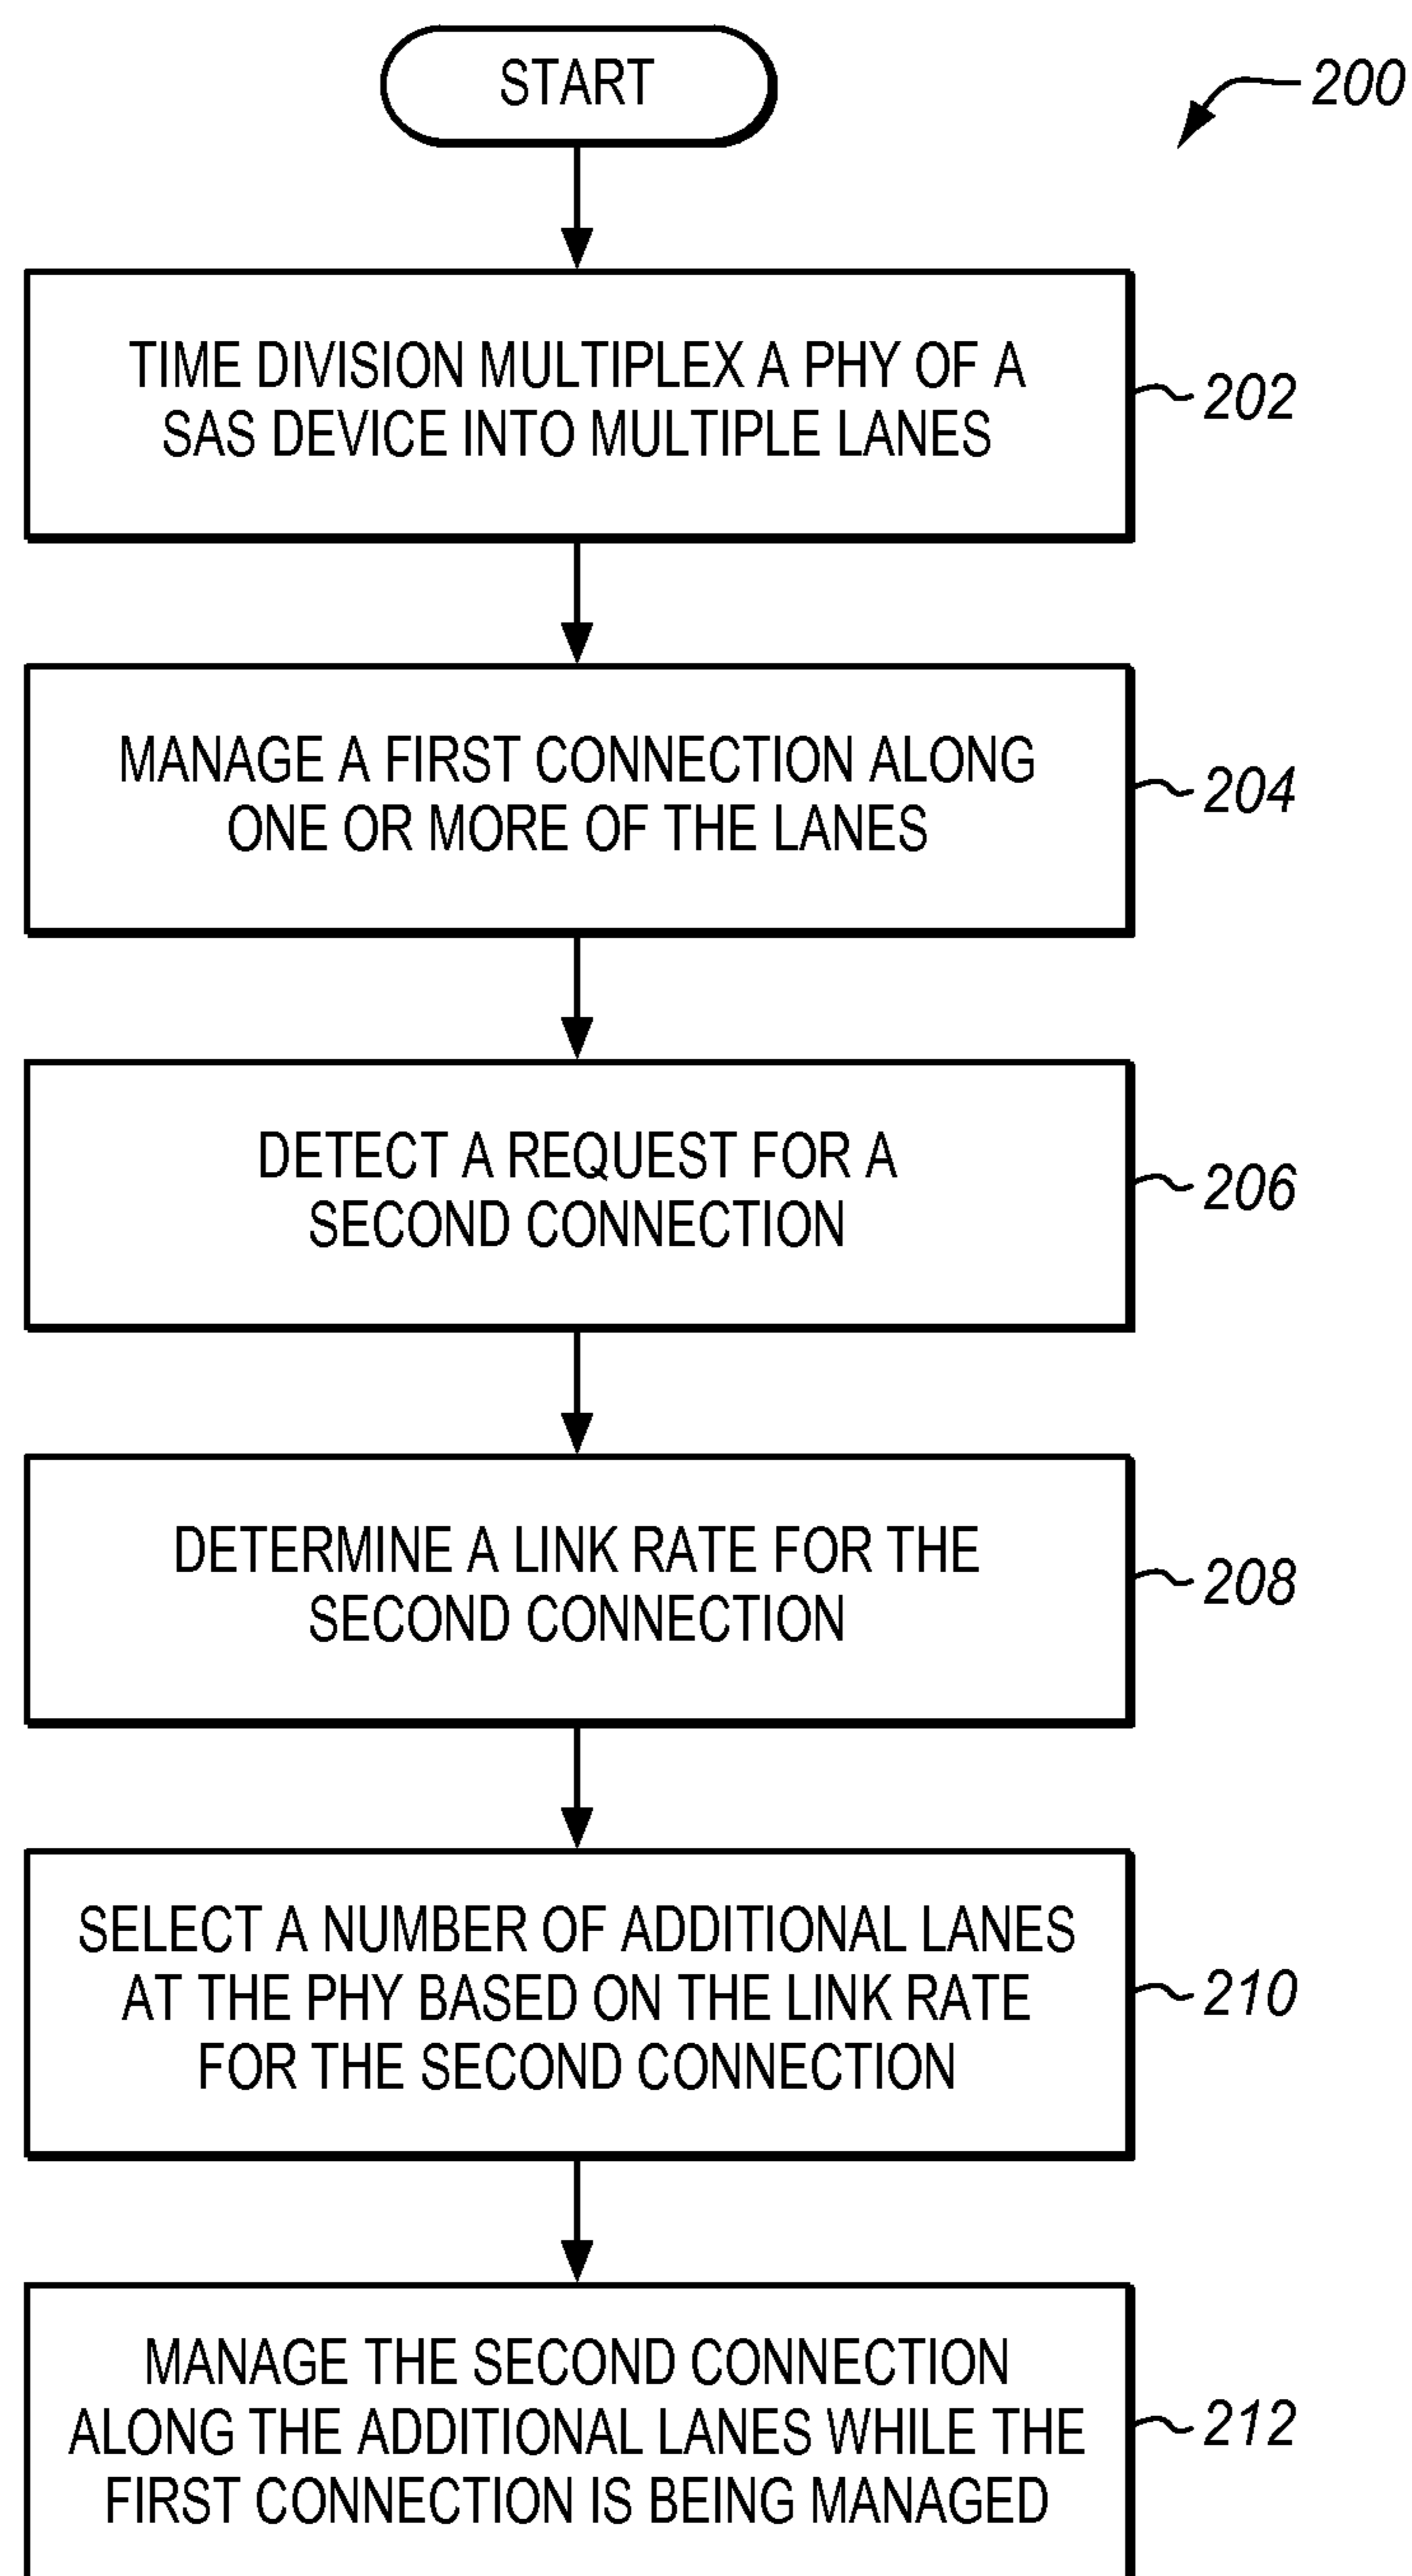 START
200
TIME DIVISION MULTIPLEX A PHY OF A
SAS DEVICE INTO MULTIPLE LANES
202
MANAGE A FIRST CONNECTION ALONG
ONE OR MORE OF THE LANES
204
DETECT A REQUEST FOR A
SECOND CONNECTION
206
DETERMINE A LINK RATE FOR THE
SECOND CONNECTION
208
SELECT A NUMBER OF ADDITIONAL LANES
AT THE PHY BASED ON THE LINK RATE
FOR THE SECOND CONNECTION
210
MANAGE THE SECOND CONNECTION
ALONG THE ADDITIONAL LANES WHILE THE
FIRST CONNECTION IS BEING MANAGED
212